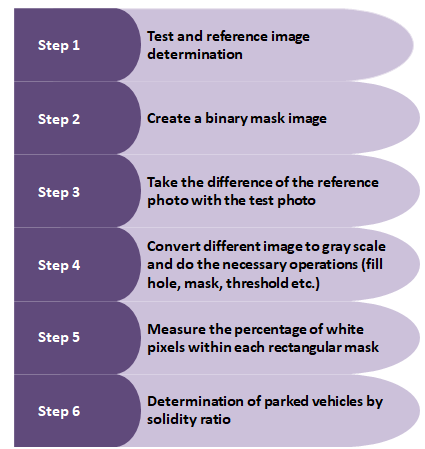 Step 1
Test and reference image
determination
Step 2
Create a binary mask image
Step 3
Take the difference of the reference
photo with the test photo
Step 4
Convert different image to gray scale
and do the necessary operations (fill
hole, mask, threshold etc.)
Step 5
Measure the percentage of white
pixels within each rectangular mask
Step 6
Determination of parked vehicles by
solidity ratio